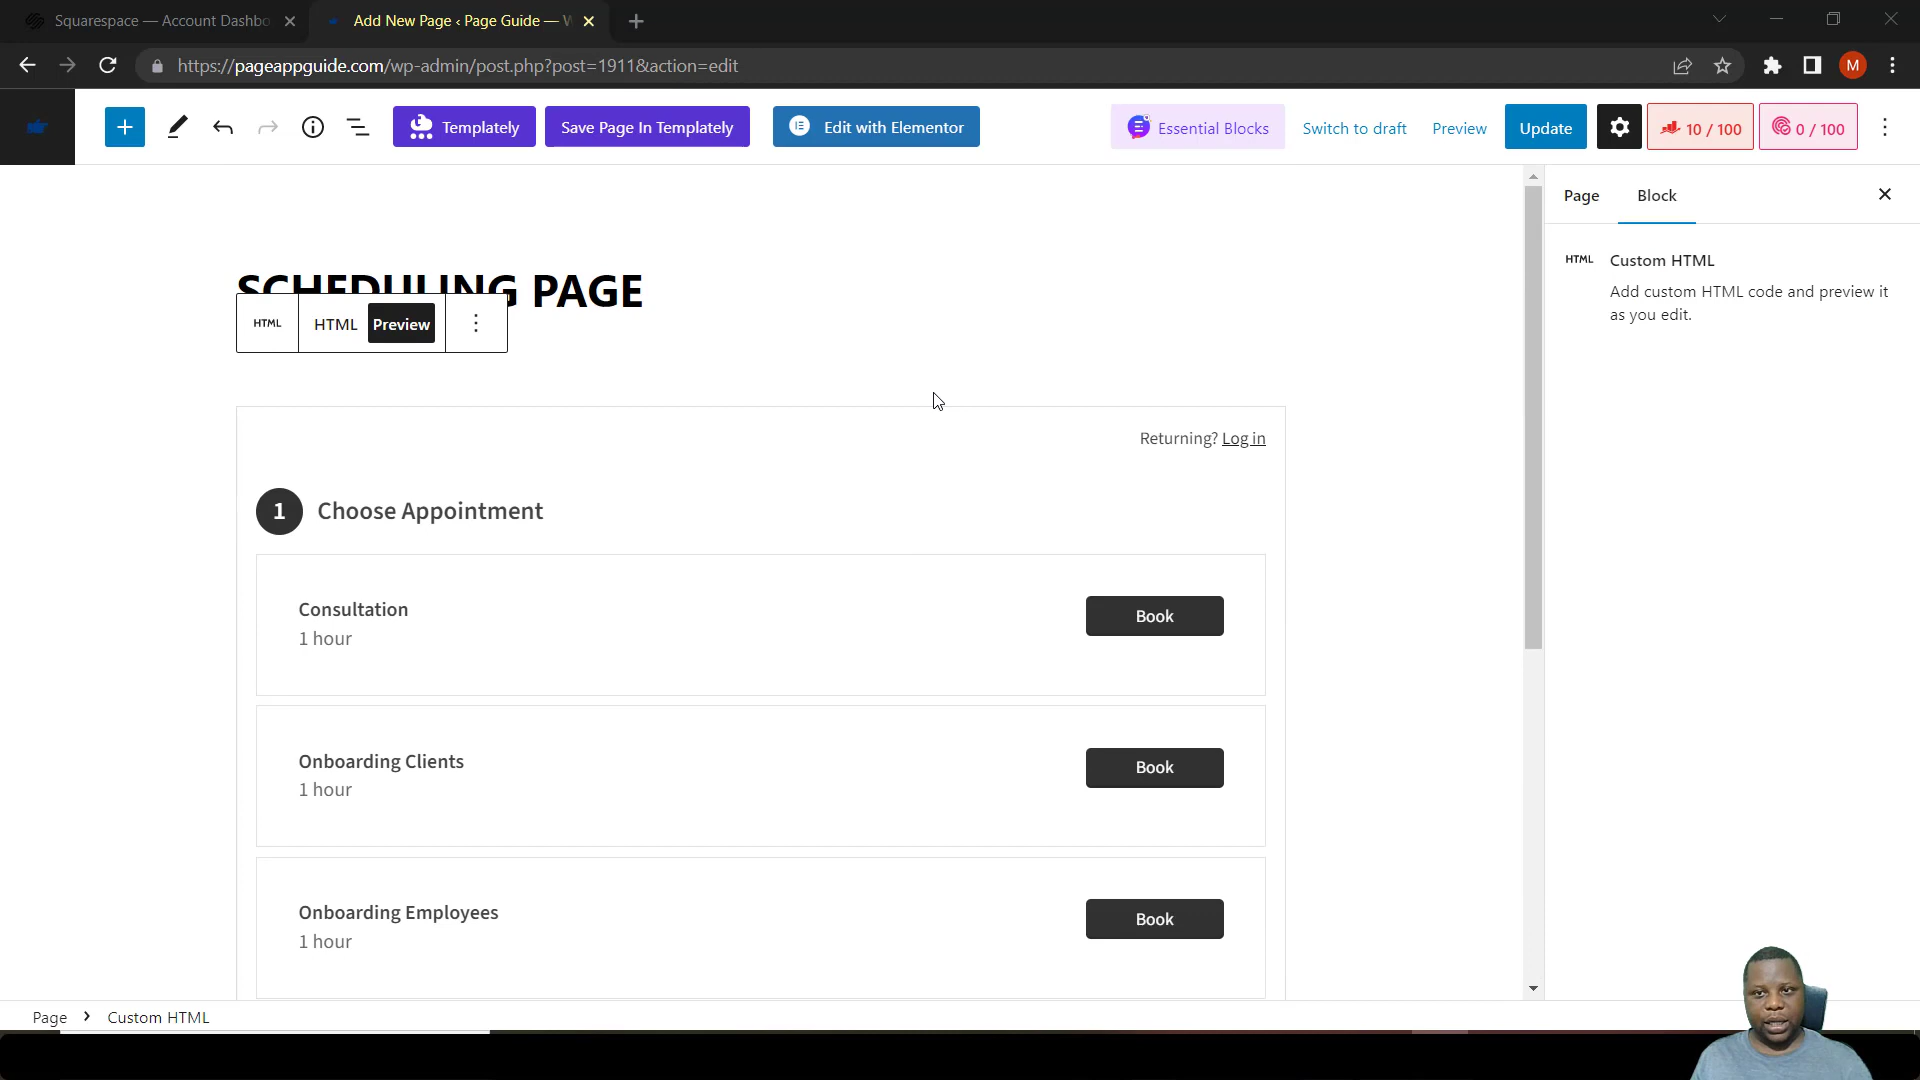 Squarespace — Account Dashbo
Add New Page ‹ Page Guide — W
https://pageappguide.com/wp-admin/post.php?post=1911&action=edit
M
Templately
Save Page In Templately
Edit with Elementor
Essential Blocks
Switch to draft
Preview
Update
10 / 100
0 / 100
Page
Block
SCHEDULING PAGE
HTML
HTML
Preview
HTML
Custom HTML
Add custom HTML code and preview it
as you edit.
Returning? Log in
1
Choose Appointment
Consultation
1 hour
Book
Onboarding Clients
1 hour
Book
Onboarding Employees
1 hour
Book
Page
Custom HTML